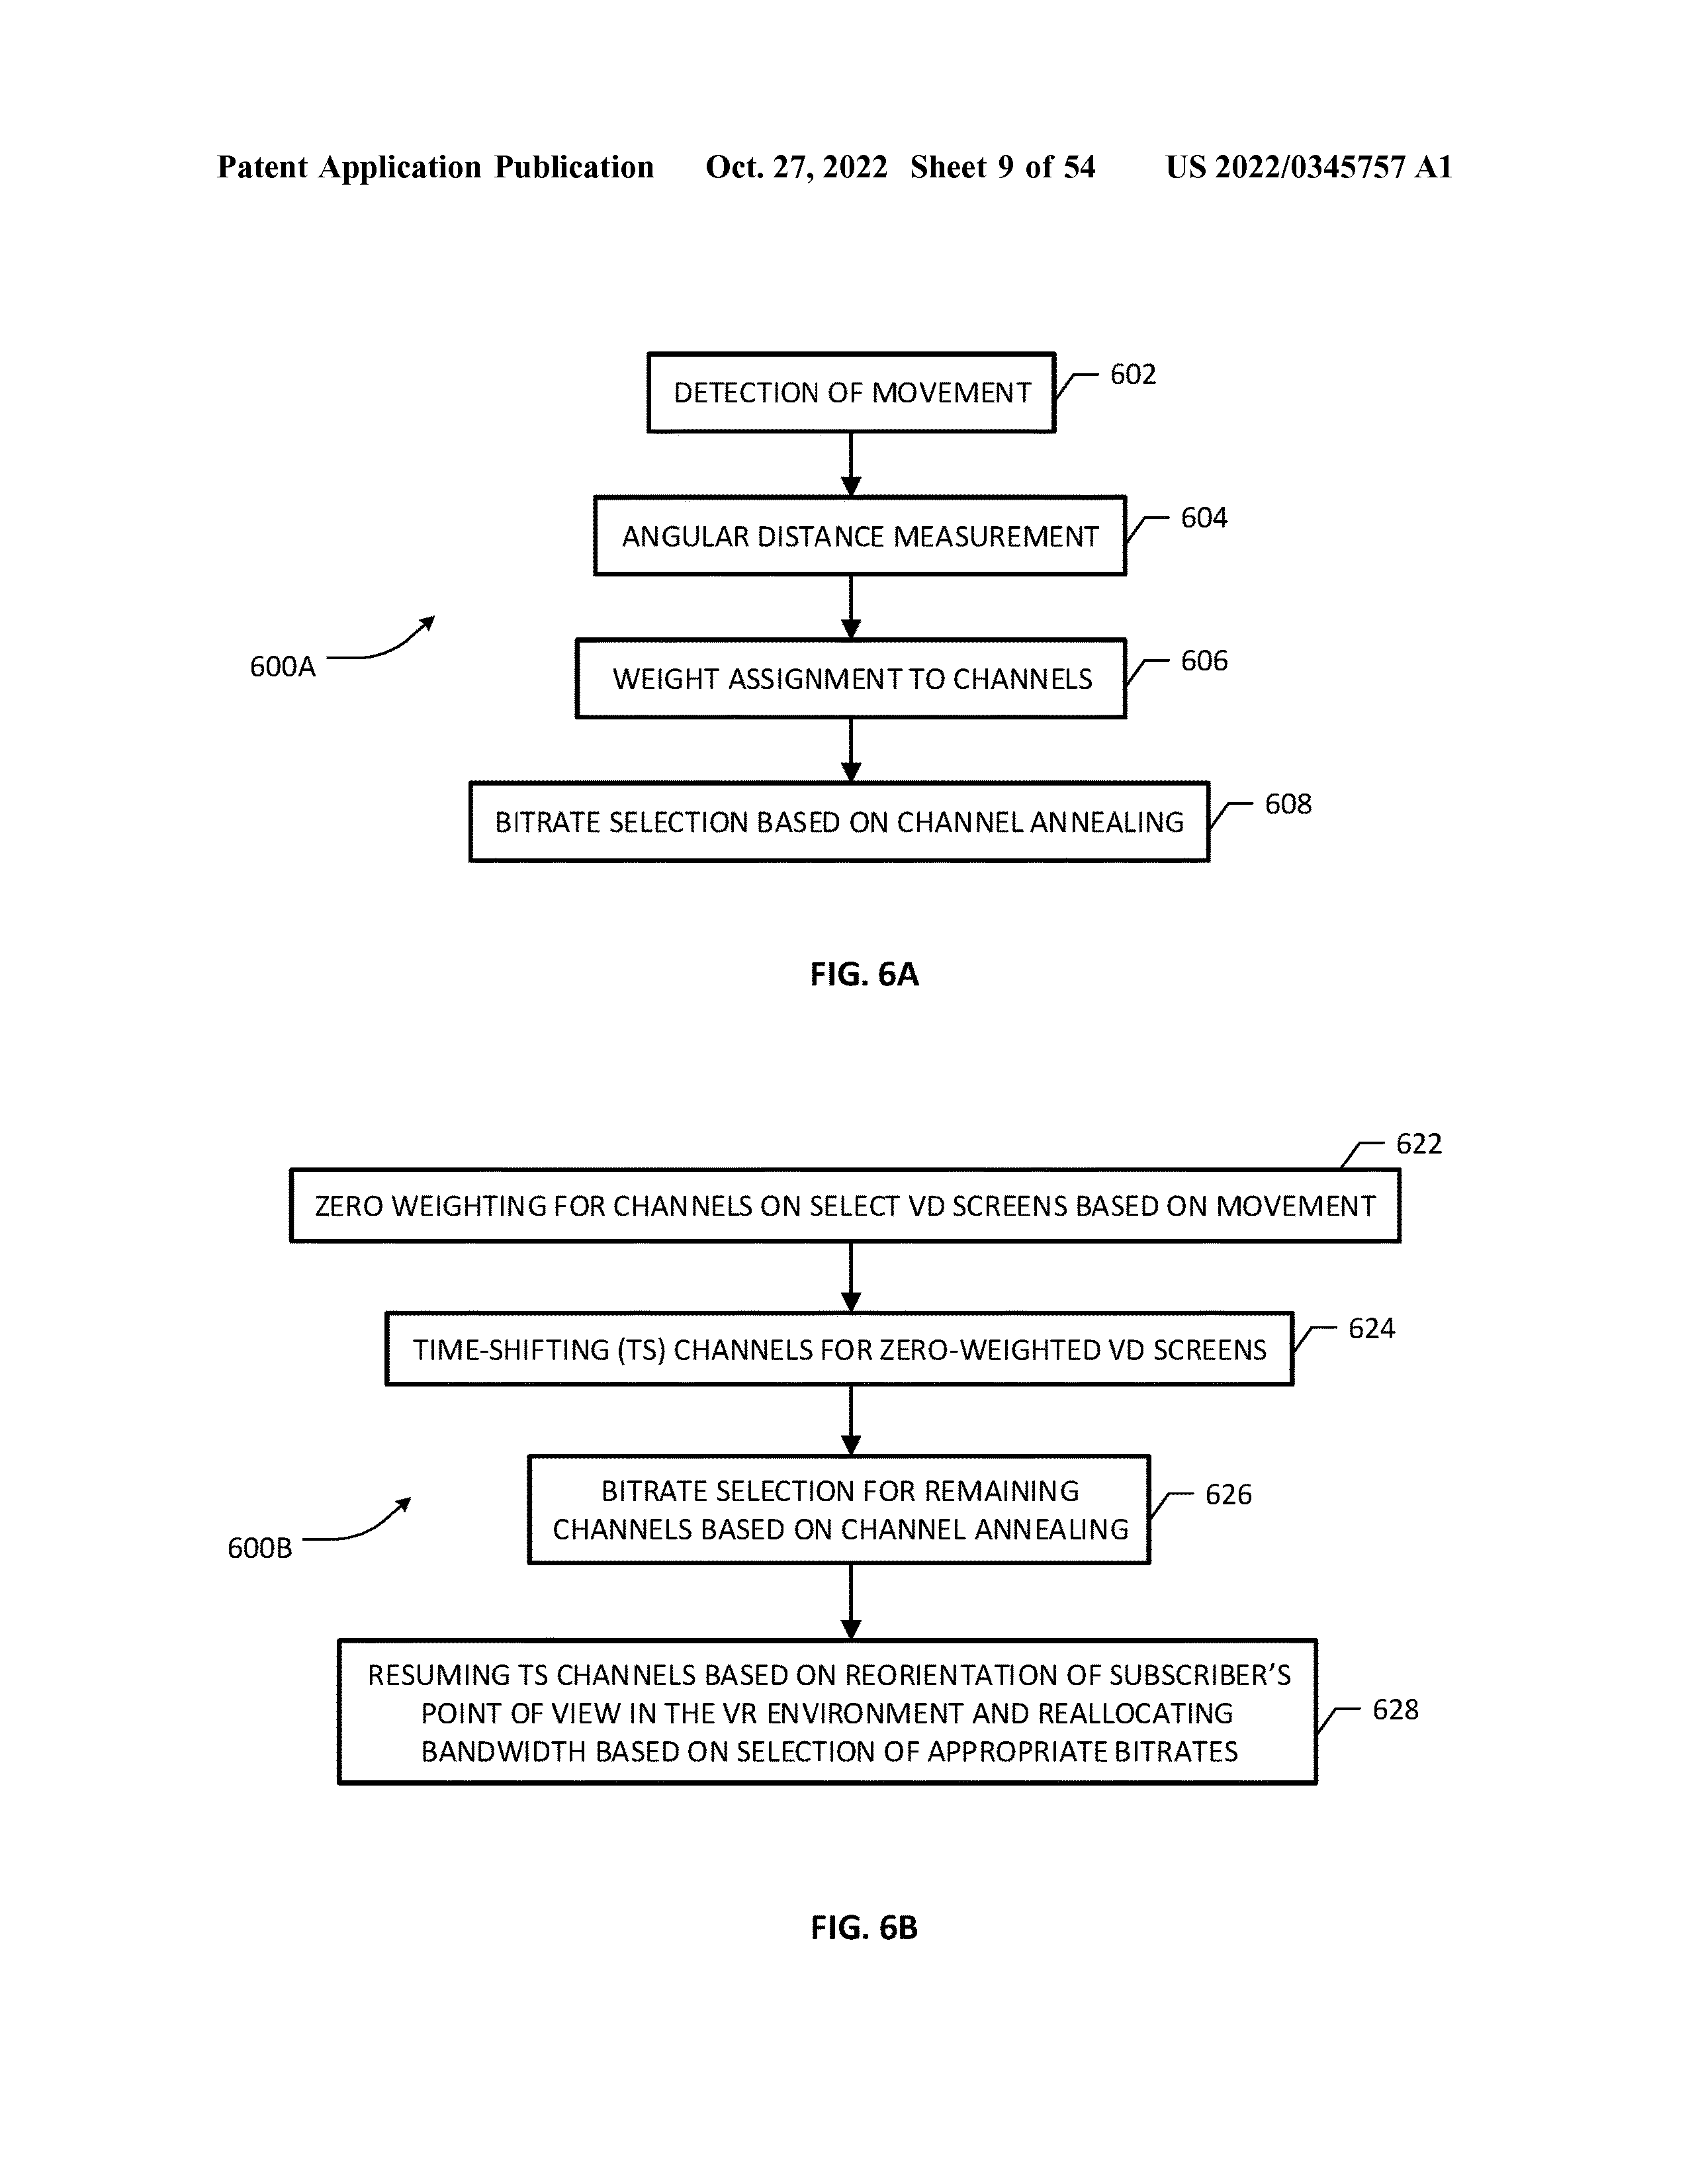 Patent Application Publication Oct. 27, 2022 Sheet 9 of 54 US 2022/0345757 A1
DETECTION OF MOVEMENT
602
ANGULAR DISTANCE MEASUREMENT
604
600A
WEIGHT ASSIGNMENT TO CHANNELS
606
BITRATE SELECTION BASED ON CHANNEL ANNEALING
608
FIG. 6A
622
ZERO WEIGHTING FOR CHANNELS ON SELECT VD SCREENS BASED ON MOVEMENT
TIME-SHIFTING (TS) CHANNELS FOR ZERO-WEIGHTED VD SCREENS
624
BITRATE SELECTION FOR REMAINING
CHANNELS BASED ON CHANNEL ANNEALING
626
600B
RESUMING TS CHANNELS BASED ON REORIENTATION OF SUBSCRIBER'S
POINT OF VIEW IN THE VR ENVIRONMENT AND REALLOCATING
BANDWIDTH BASED ON SELECTION OF APPROPRIATE BITRATES
628
FIG. 6B